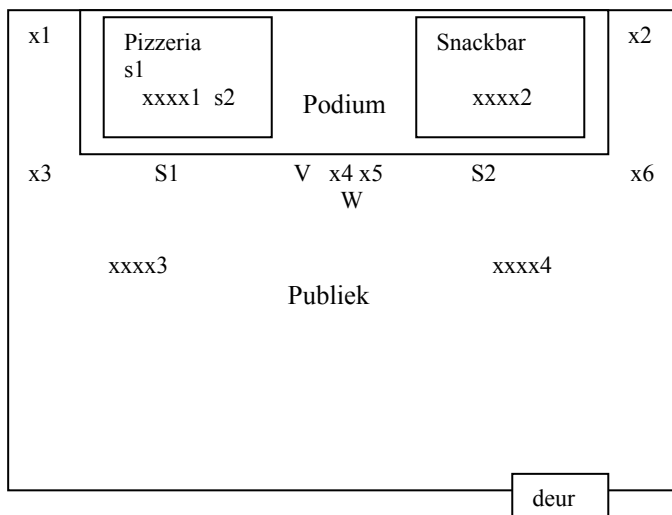 x1 Pizzeria Snackbar x2
s1
xxxx1 s2 Podium xxxx2
x3 S1 V x4 x5 S2 x6
W
xxxx3 xxxx4
Publiek
deur